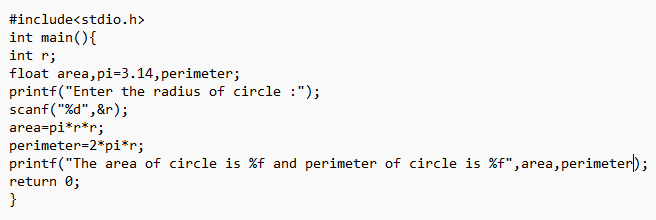 #include<stdio.h>
int main(){
int r;
float area,pi=3.14,perimeter;
printf("Enter the radius of circle :");
scanf("%d",&r);
area=pi*r*r;
perimeter=2*pi*r;
printf("The area of circle is %f and perimeter of circle is %f",area,perimeter);
return 0;
}